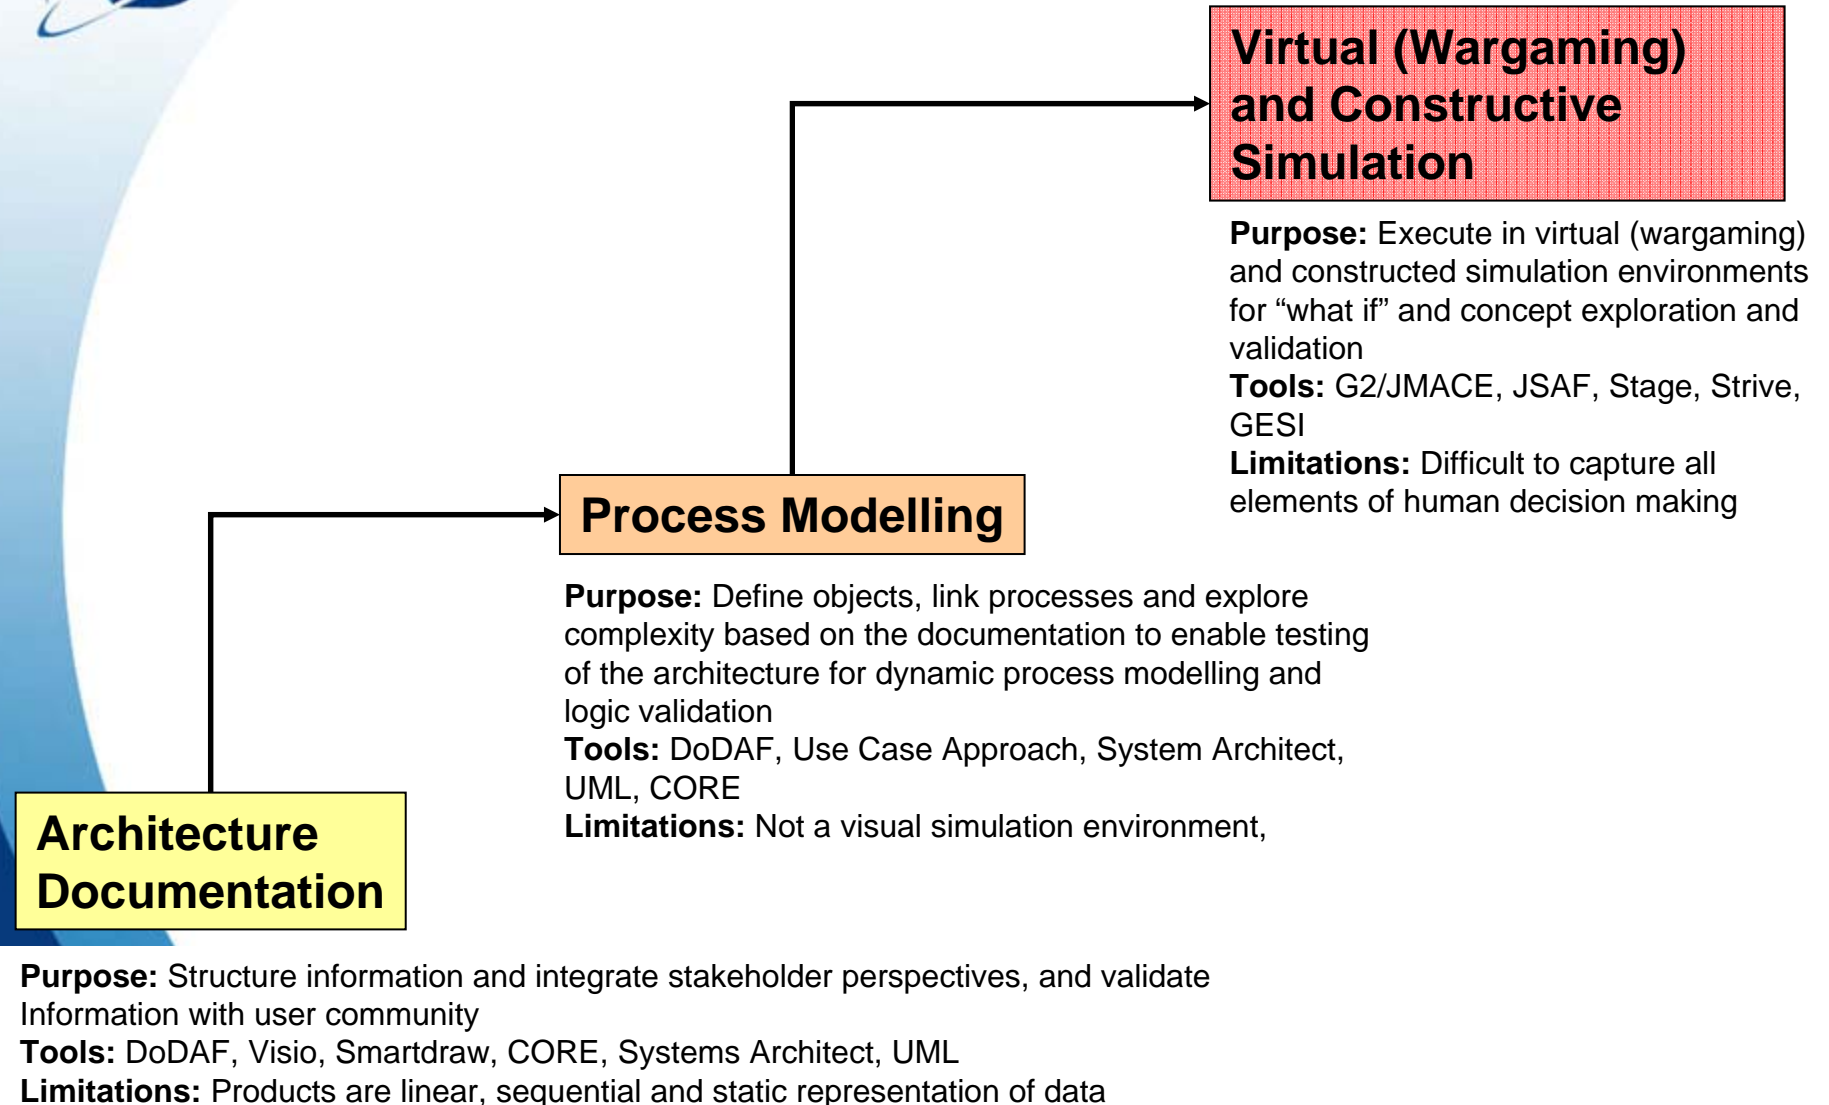 Virtual (Wargaming)
and Constructive
Simulation
Purpose: Execute in virtual (wargaming)
and constructed simulation environments
for “what if” and concept exploration and
validation
Tools: G2/JMACE, JSAF, Stage, Strive,
GESI
Limitations: Difficult to capture all
elements of human decision making
Process Modelling
Purpose: Define objects, link processes and explore
complexity based on the documentation to enable testing
of the architecture for dynamic process modelling and
logic validation
Tools: DoDAF, Use Case Approach, System Architect,
UML, CORE
Limitations: Not a visual simulation environment,
Architecture
Documentation
Purpose: Structure information and integrate stakeholder perspectives, and validate
Information with user community
Tools: DoDAF, Visio, Smartdraw, CORE, Systems Architect, UML
Limitations: Products are linear, sequential and static representation of data